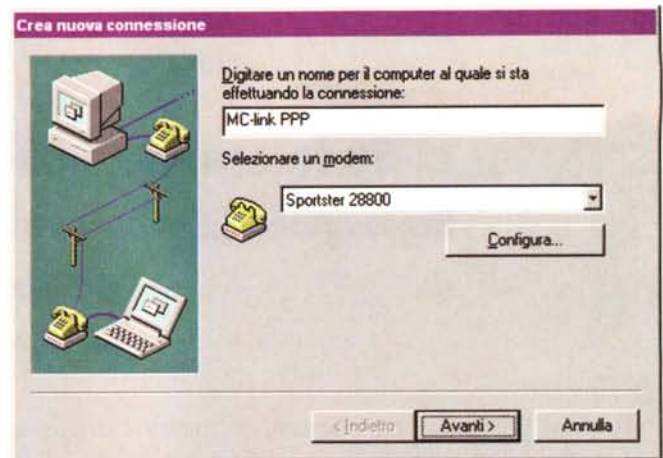 Crea nuova connessione
Digitare un nome per il computer al quale si sta
effettuando la connessione:
MC-link PPP
Selezionare un modem:
Sportster 28800
Configura...
< Indietro
Avanti >
Annulla